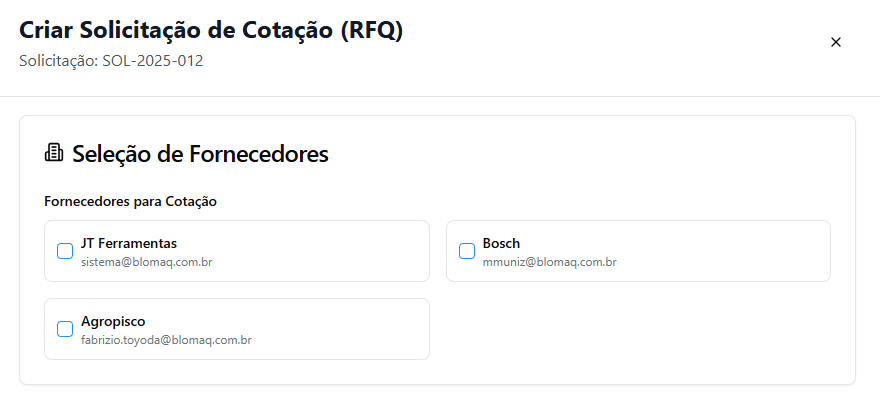 Criar Solicitação de Cotação (RFQ)
Solicitação: SOL-2025-012
Seleção de Fornecedores
Fornecedores para Cotação
JT Ferramentas
sistema@blomaq.com.br
Bosch
mmuniz@blomaq.com.br
Agropisco
fabrizio.toyoda@blomaq.com.br